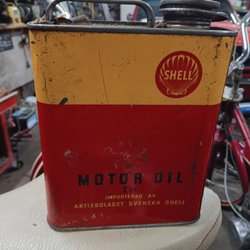 SHELL
MOTOR OIL
IMPORTERAD AV
AKTIEBOLAGET SVENSKA SHELL